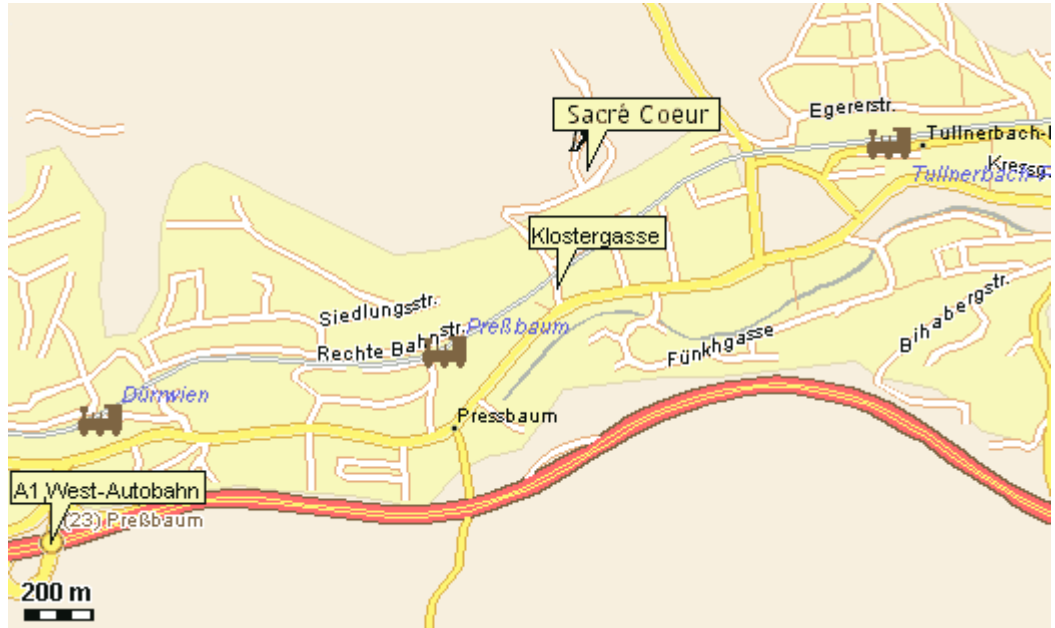 Sacré Coeur
Egererstr.
Tullnerbach-
Tullnerbach-
Klostergasse
Siedlungsstr.
Preßbaum
Rechte Bahnstr.
Fünkhgasse
Bihabergstr.
Dürrwien
Pressbaum
A1 West-Autobahn
(23) Preßbaum
200 m